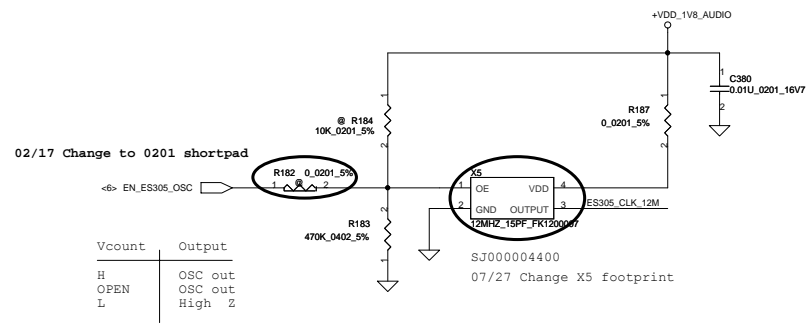 +VDD_1V8_AUDIO
1
C380
0.01U_0201_16V7
2
1
@ R184
10K_0201_5%
2
1
R187
0_0201_5%
2
02/17 Change to 0201 shortpad
R182 0_0201_5%
<6> EN_ES305_OSC
1 @ 2
X5
1 OE VDD 4
2 GND OUTPUT 3
ES305_CLK_12M
12MHZ_15PF_FK1200007
2
R183
470K_0402_5%
1
SJ000004400
07/27 Change X5 footprint
Vcount Output
H OSC out
OPEN OSC out
L High Z